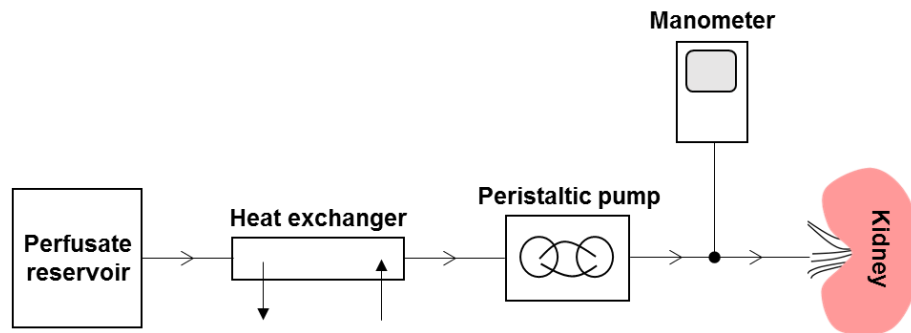 Manometer
Peristaltic pump
Heat exchanger
Perfusate
reservoir
Kidney